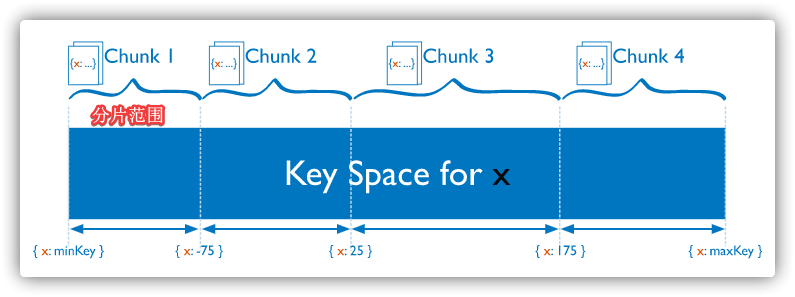 Chunk 1 Chunk 2 Chunk 3 Chunk 4
{x: ...} {x: ...} {x: ...} {x: ...}
分片范围
Key Space for x
{ x: minKey } { x: -75 } { x: 25 } { x: 175 } { x: maxKey }